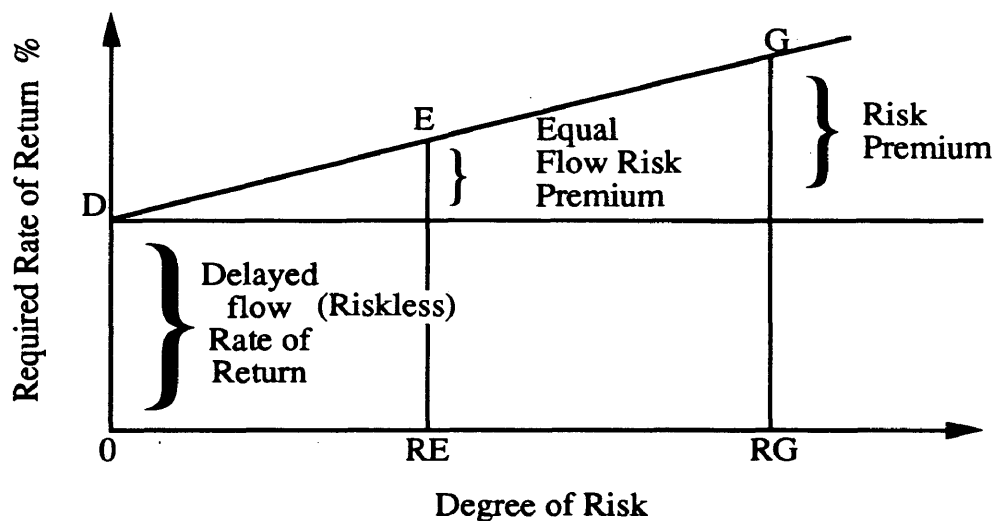 Required Rate of Return %
G
E
D
Equal
Flow Risk
Premium
Risk
Premium
Delayed
flow (Riskless)
Rate of
Return
0
RE
RG
Degree of Risk